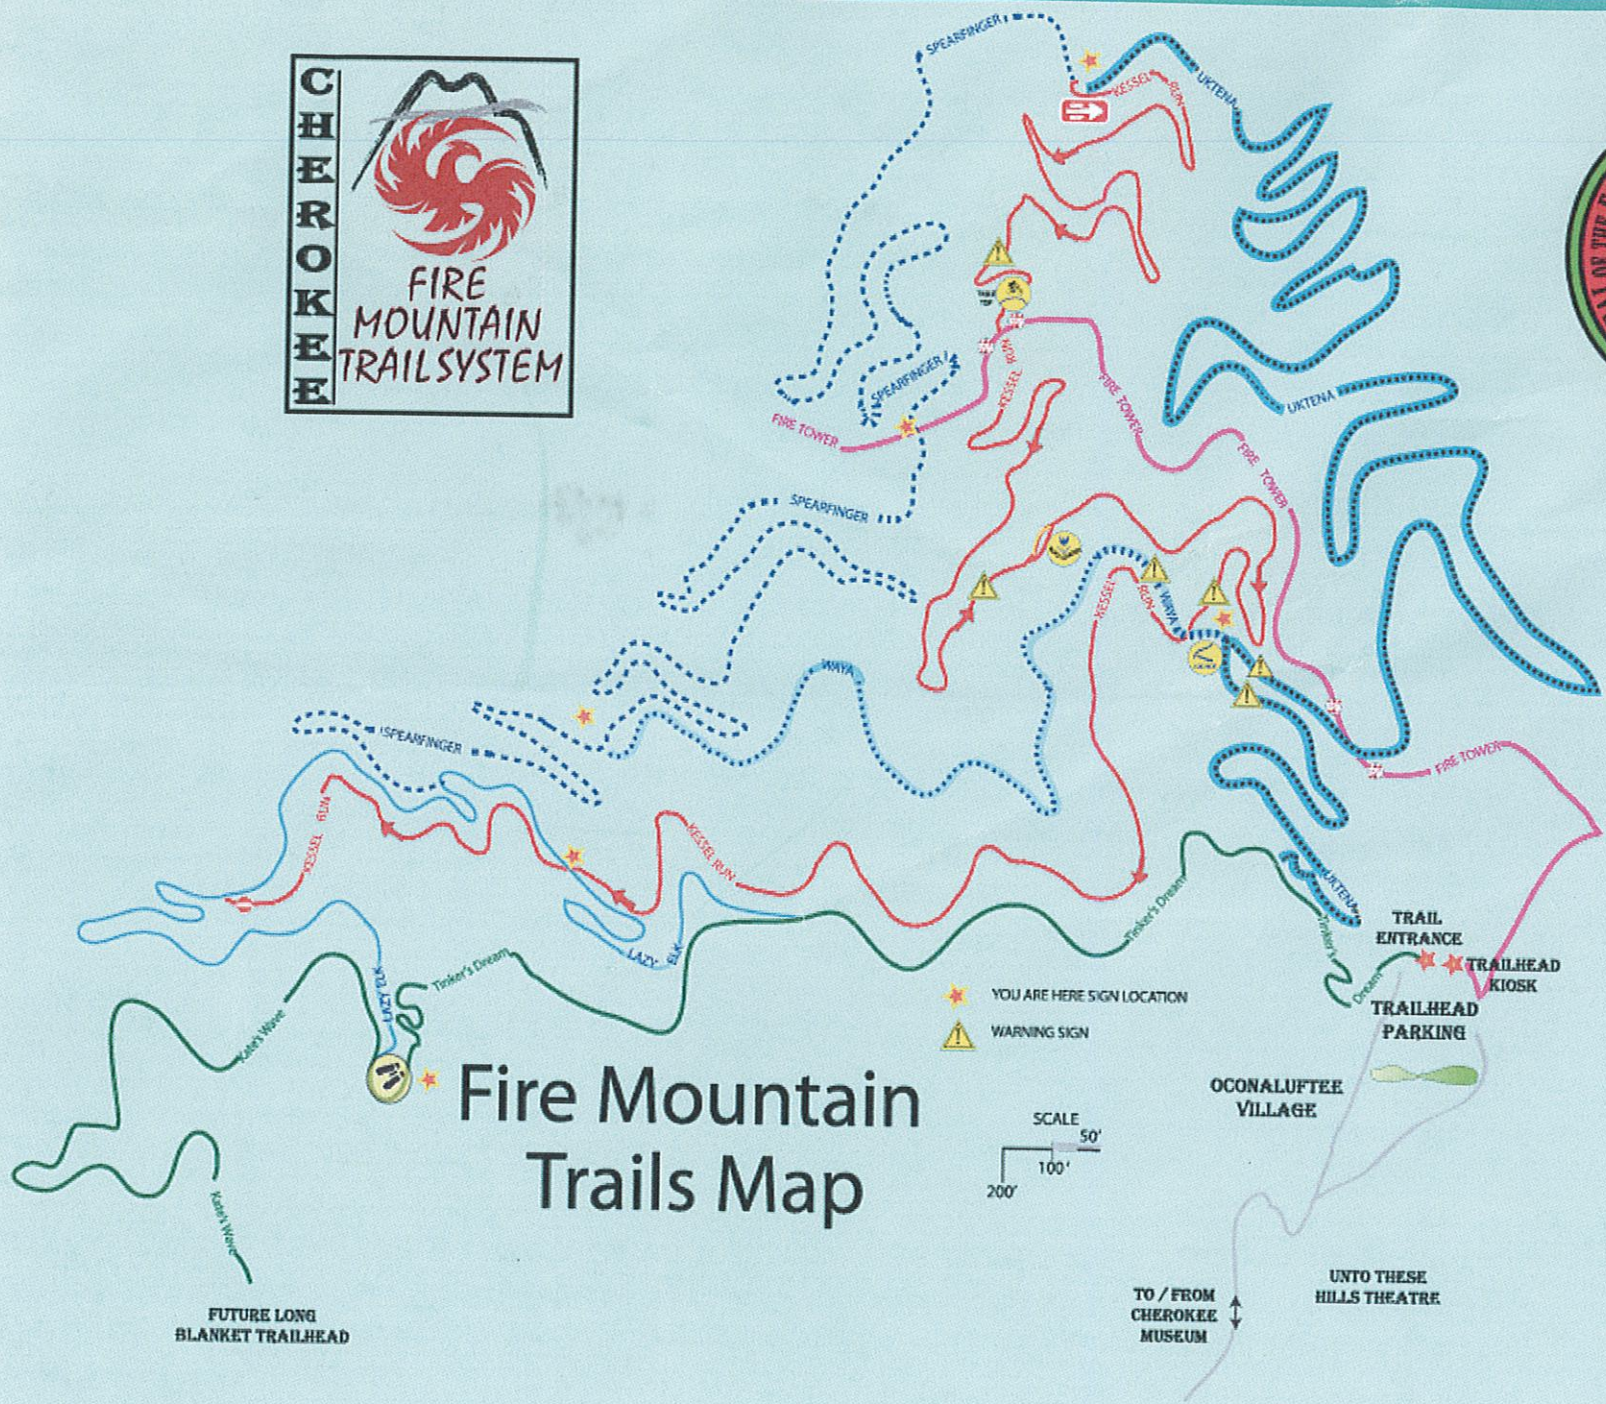 CHEROKEE
FIRE
MOUNTAIN
TRAIL SYSTEM
SPEARFINGER
KESSEL RUN
UKTENA
KESSEL RUN
SPEARFINGER
FIRE TOWER
FIRE TOWER
UKTENA
FIRE TOWER
SPEARFINGER
KESSEL RUN
WAYA
WAYA
SPEARFINGER
FIRE TOWER
KESSEL RUN
KESSEL RUN
UKTENA
Tinker's Dream
Tinker's
Dream
TRAIL
ENTRANCE
TRAILHEAD
KIOSK
LAZY ELK
Tinker's Dream
LAZY ELK
Kate's Wave
YOU ARE HERE SIGN LOCATION
WARNING SIGN
TRAILHEAD
PARKING
Fire Mountain
Trails Map
OCONALUFTEE
VILLAGE
SCALE
50'
100'
200'
Kate's Wave
UNTO THESE
HILLS THEATRE
TO / FROM
CHEROKEE
MUSEUM
FUTURE LONG
BLANKET TRAILHEAD